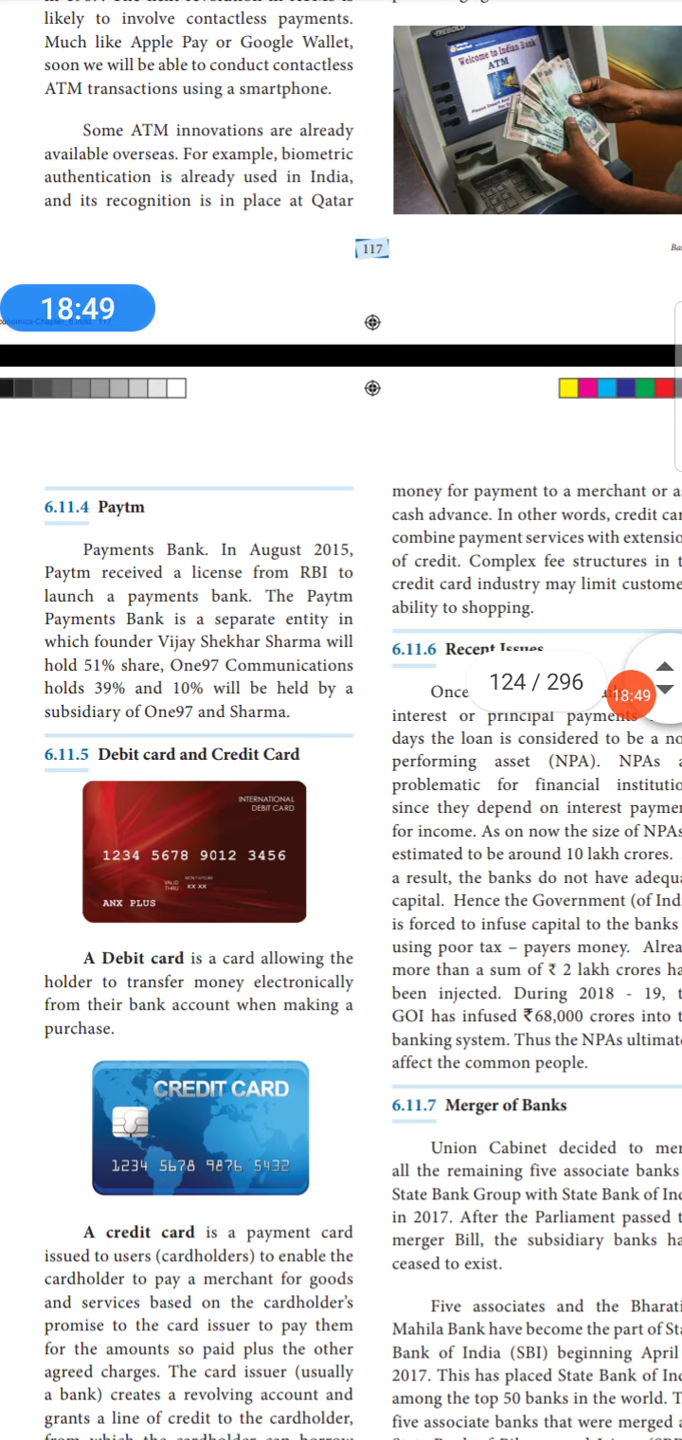 likely to involve contactless payments.
Much like Apple Pay or Google Wallet,
soon we will be able to conduct contactless
ATM transactions using a smartphone.
Some ATM innovations are already
available overseas. For example, biometric
authentication is already used in India,
and its recognition is in place at Qatar
Welcome to Indian Bank
ATM
117
18:49
6.11.4 Paytm
Payments Bank. In August 2015,
Paytm received a license from RBI to
launch a payments bank. The Paytm
Payments Bank is a separate entity in
which founder Vijay Shekhar Sharma will
hold 51% share, One97 Communications
holds 39% and 10% will be held by a
subsidiary of One97 and Sharma.
6.11.5 Debit card and Credit Card
INTERNATIONAL
DEBIT CARD
1234 5678 9012 3456
VALID
THRU
XX XX
ANX PLUS
A Debit card is a card allowing the
holder to transfer money electronically
from their bank account when making a
purchase.
CREDIT CARD
1234 5678 9876 5432
A credit card is a payment card
issued to users (cardholders) to enable the
cardholder to pay a merchant for goods
and services based on the cardholder's
promise to the card issuer to pay them
for the amounts so paid plus the other
agreed charges. The card issuer (usually
a bank) creates a revolving account and
grants a line of credit to the cardholder,
money for payment to a merchant or a
cash advance. In other words, credit car
combine payment services with extensio
of credit. Complex fee structures in t
credit card industry may limit custome
ability to shopping.
6.11.6 Recent Issues
124 / 296
18:49
Once
interest or principal payments
days the loan is considered to be a no
performing asset (NPA). NPAs a
problematic for financial institutio
since they depend on interest paymen
for income. As on now the size of NPAs
estimated to be around 10 lakh crores.
a result, the banks do not have adequa
capital. Hence the Government (of Ind
is forced to infuse capital to the banks
using poor tax – payers money. Alrea
more than a sum of ₹ 2 lakh crores ha
been injected. During 2018 - 19, t
GOI has infused ₹68,000 crores into t
banking system. Thus the NPAs ultimate
affect the common people.
6.11.7 Merger of Banks
Union Cabinet decided to mer
all the remaining five associate banks
State Bank Group with State Bank of Ind
in 2017. After the Parliament passed t
merger Bill, the subsidiary banks ha
ceased to exist.
Five associates and the Bharati
Mahila Bank have become the part of Sta
Bank of India (SBI) beginning April
2017. This has placed State Bank of Ind
among the top 50 banks in the world. T
five associate banks that were merged a